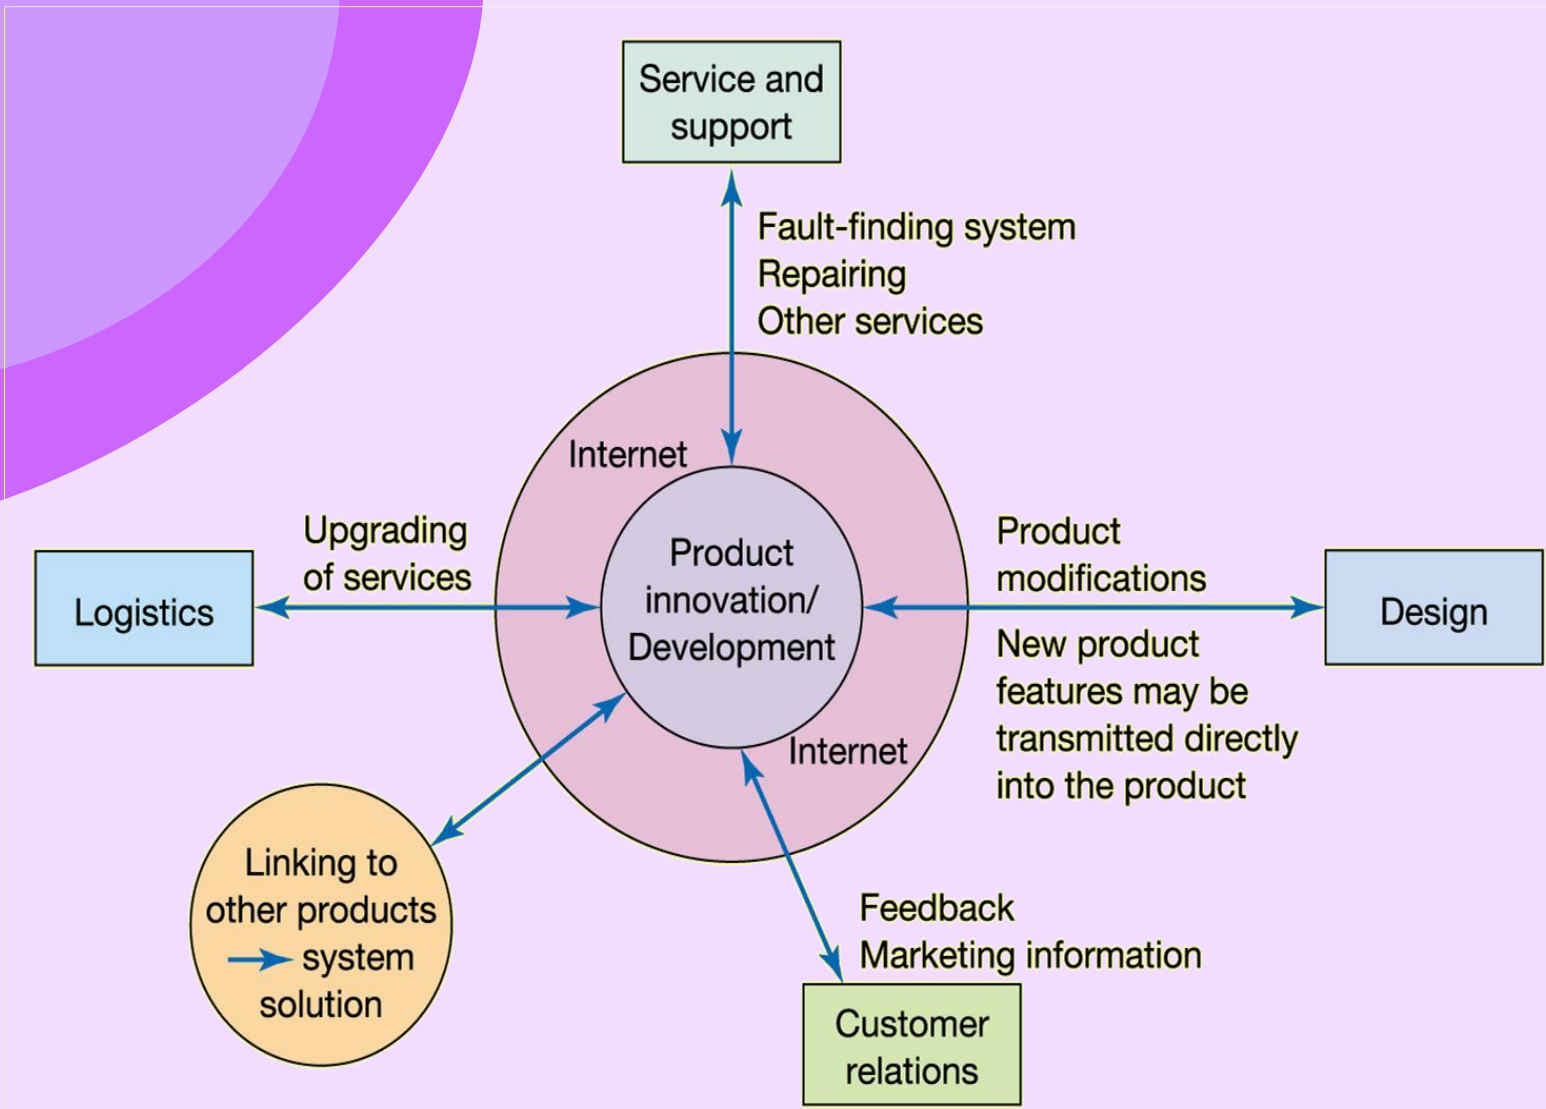 Service and
support
Fault-finding system
Repairing
Other services
Internet
Upgrading
of services
Logistics
Product
innovation/
Development
Product
modifications
Design
New product
features may be
transmitted directly
into the product
Internet
Linking to
other products
system
solution
Feedback
Marketing information
Customer
relations